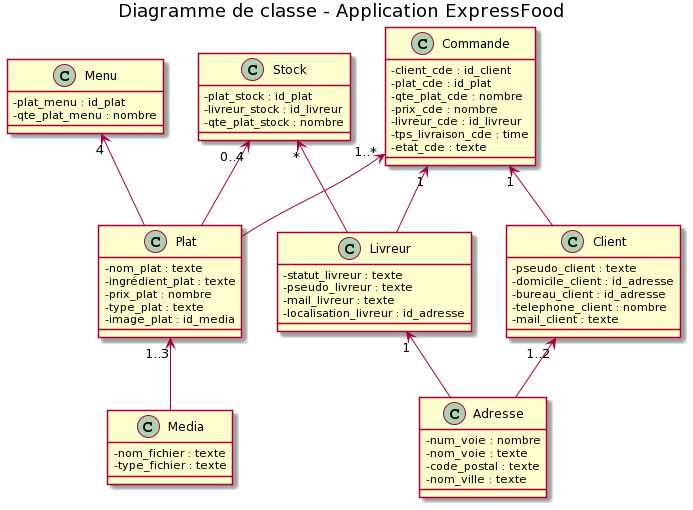 Diagramme de classe - Application ExpressFood
C Menu
-plat_menu : id_plat
-qte_plat_menu : nombre
C Stock
-plat_stock : id_plat
-livreur_stock : id_livreur
-qte_plat_stock : nombre
C Commande
-client_cde : id_client
-plat_cde : id_plat
-qte_plat_cde : nombre
-prix_cde : nombre
-livreur_cde : id_livreur
-tps_livraison_cde : time
-etat_cde : texte
4
0..4
*
1..*
1
1
C Plat
-nom_plat : texte
-ingrédient_plat : texte
-prix_plat : nombre
-type_plat : texte
-image_plat : id_media
C Livreur
-statut_livreur : texte
-pseudo_livreur : texte
-mail_livreur : texte
-localisation_livreur : id_adresse
C Client
-pseudo_client : texte
-domicile_client : id_adresse
-bureau_client : id_adresse
-telephone_client : nombre
-mail_client : texte
1..3
1
1..2
C Media
-nom_fichier : texte
-type_fichier : texte
C Adresse
-num_voie : nombre
-nom_voie : texte
-code_postal : texte
-nom_ville : texte